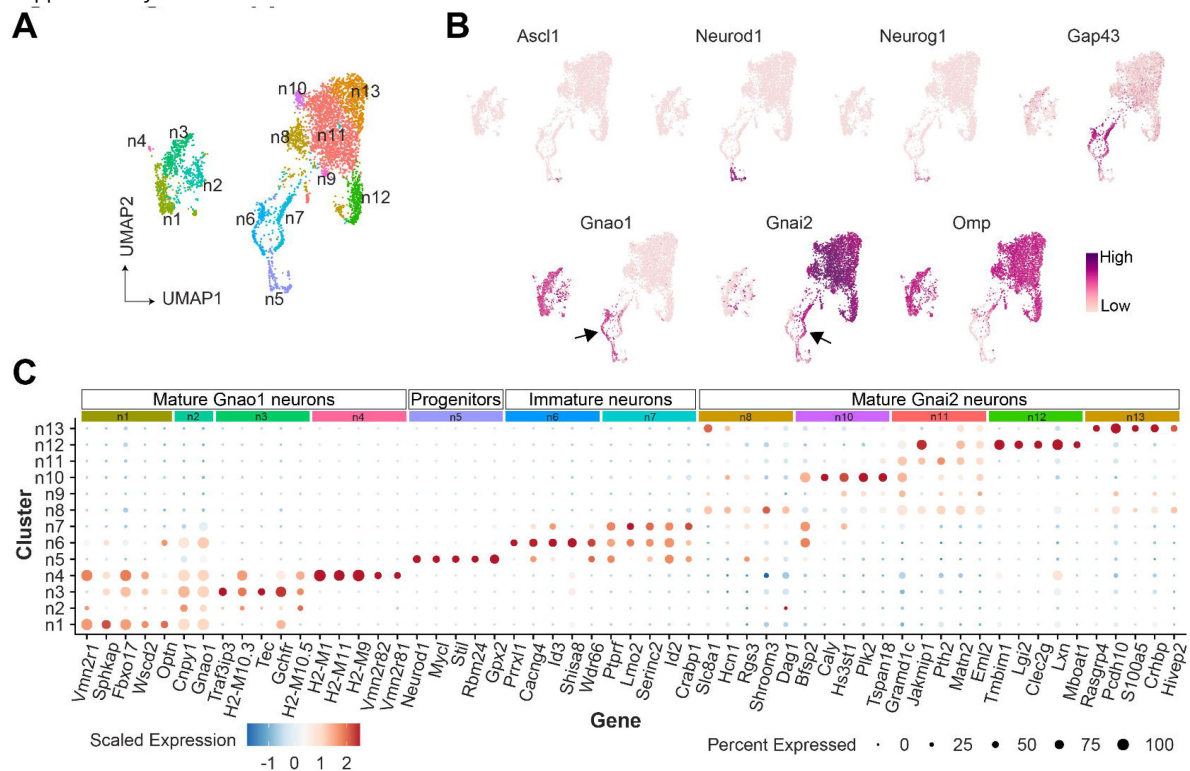 A
n10
n13
n3
n8
n11
n4
n2
n9
n12
n1
n6
n7
n5
UMAP2
UMAP1
B
Ascl1 Neurod1 Neurog1 Gap43
Gnao1 Gnai2 Omp
High
Low
C
Mature Gnao1 neurons Progenitors Immature neurons Mature Gnai2 neurons
n1 n2 n3 n4 n5 n6 n7 n8 n10 n11 n12 n13
n13
n12
n11
n10
n9
n8
n7
n6
n5
n4
n3
n2
n1
Cluster
Vmn2r1
Sphkap
Fbxo17
Wscd2
Optn
Cnpy1
Gnao1
Traf3ip3
H2-M10.3
Tec
Gchfr
H2-M10.5
H2-M1
H2-M11
H2-M9
Vmn2r82
Vmn2r81
Neurod1
Mycl
Stil
Rbm24
Gpx2
Prrxl1
Cacng4
Id3
Shisa8
Wdr66
Ptprf
Lmo2
Serinc2
Id2
Crabp1
Slc8a1
Hcn1
Rgs3
Shroom3
Dag1
Bfsp2
Caly
Hs3st1
Plk2
Tspan18
Gramd1c
Jakmip1
Pth2
Matn2
Eml2
Tmbim1
Lgi2
Clec2g
Lxn
Mboat1
Rasgrp4
Pcdh10
S100a5
Crhbp
Hivep2
Gene
Scaled Expression
-1 0 1 2
Percent Expressed 0 25 50 75 100